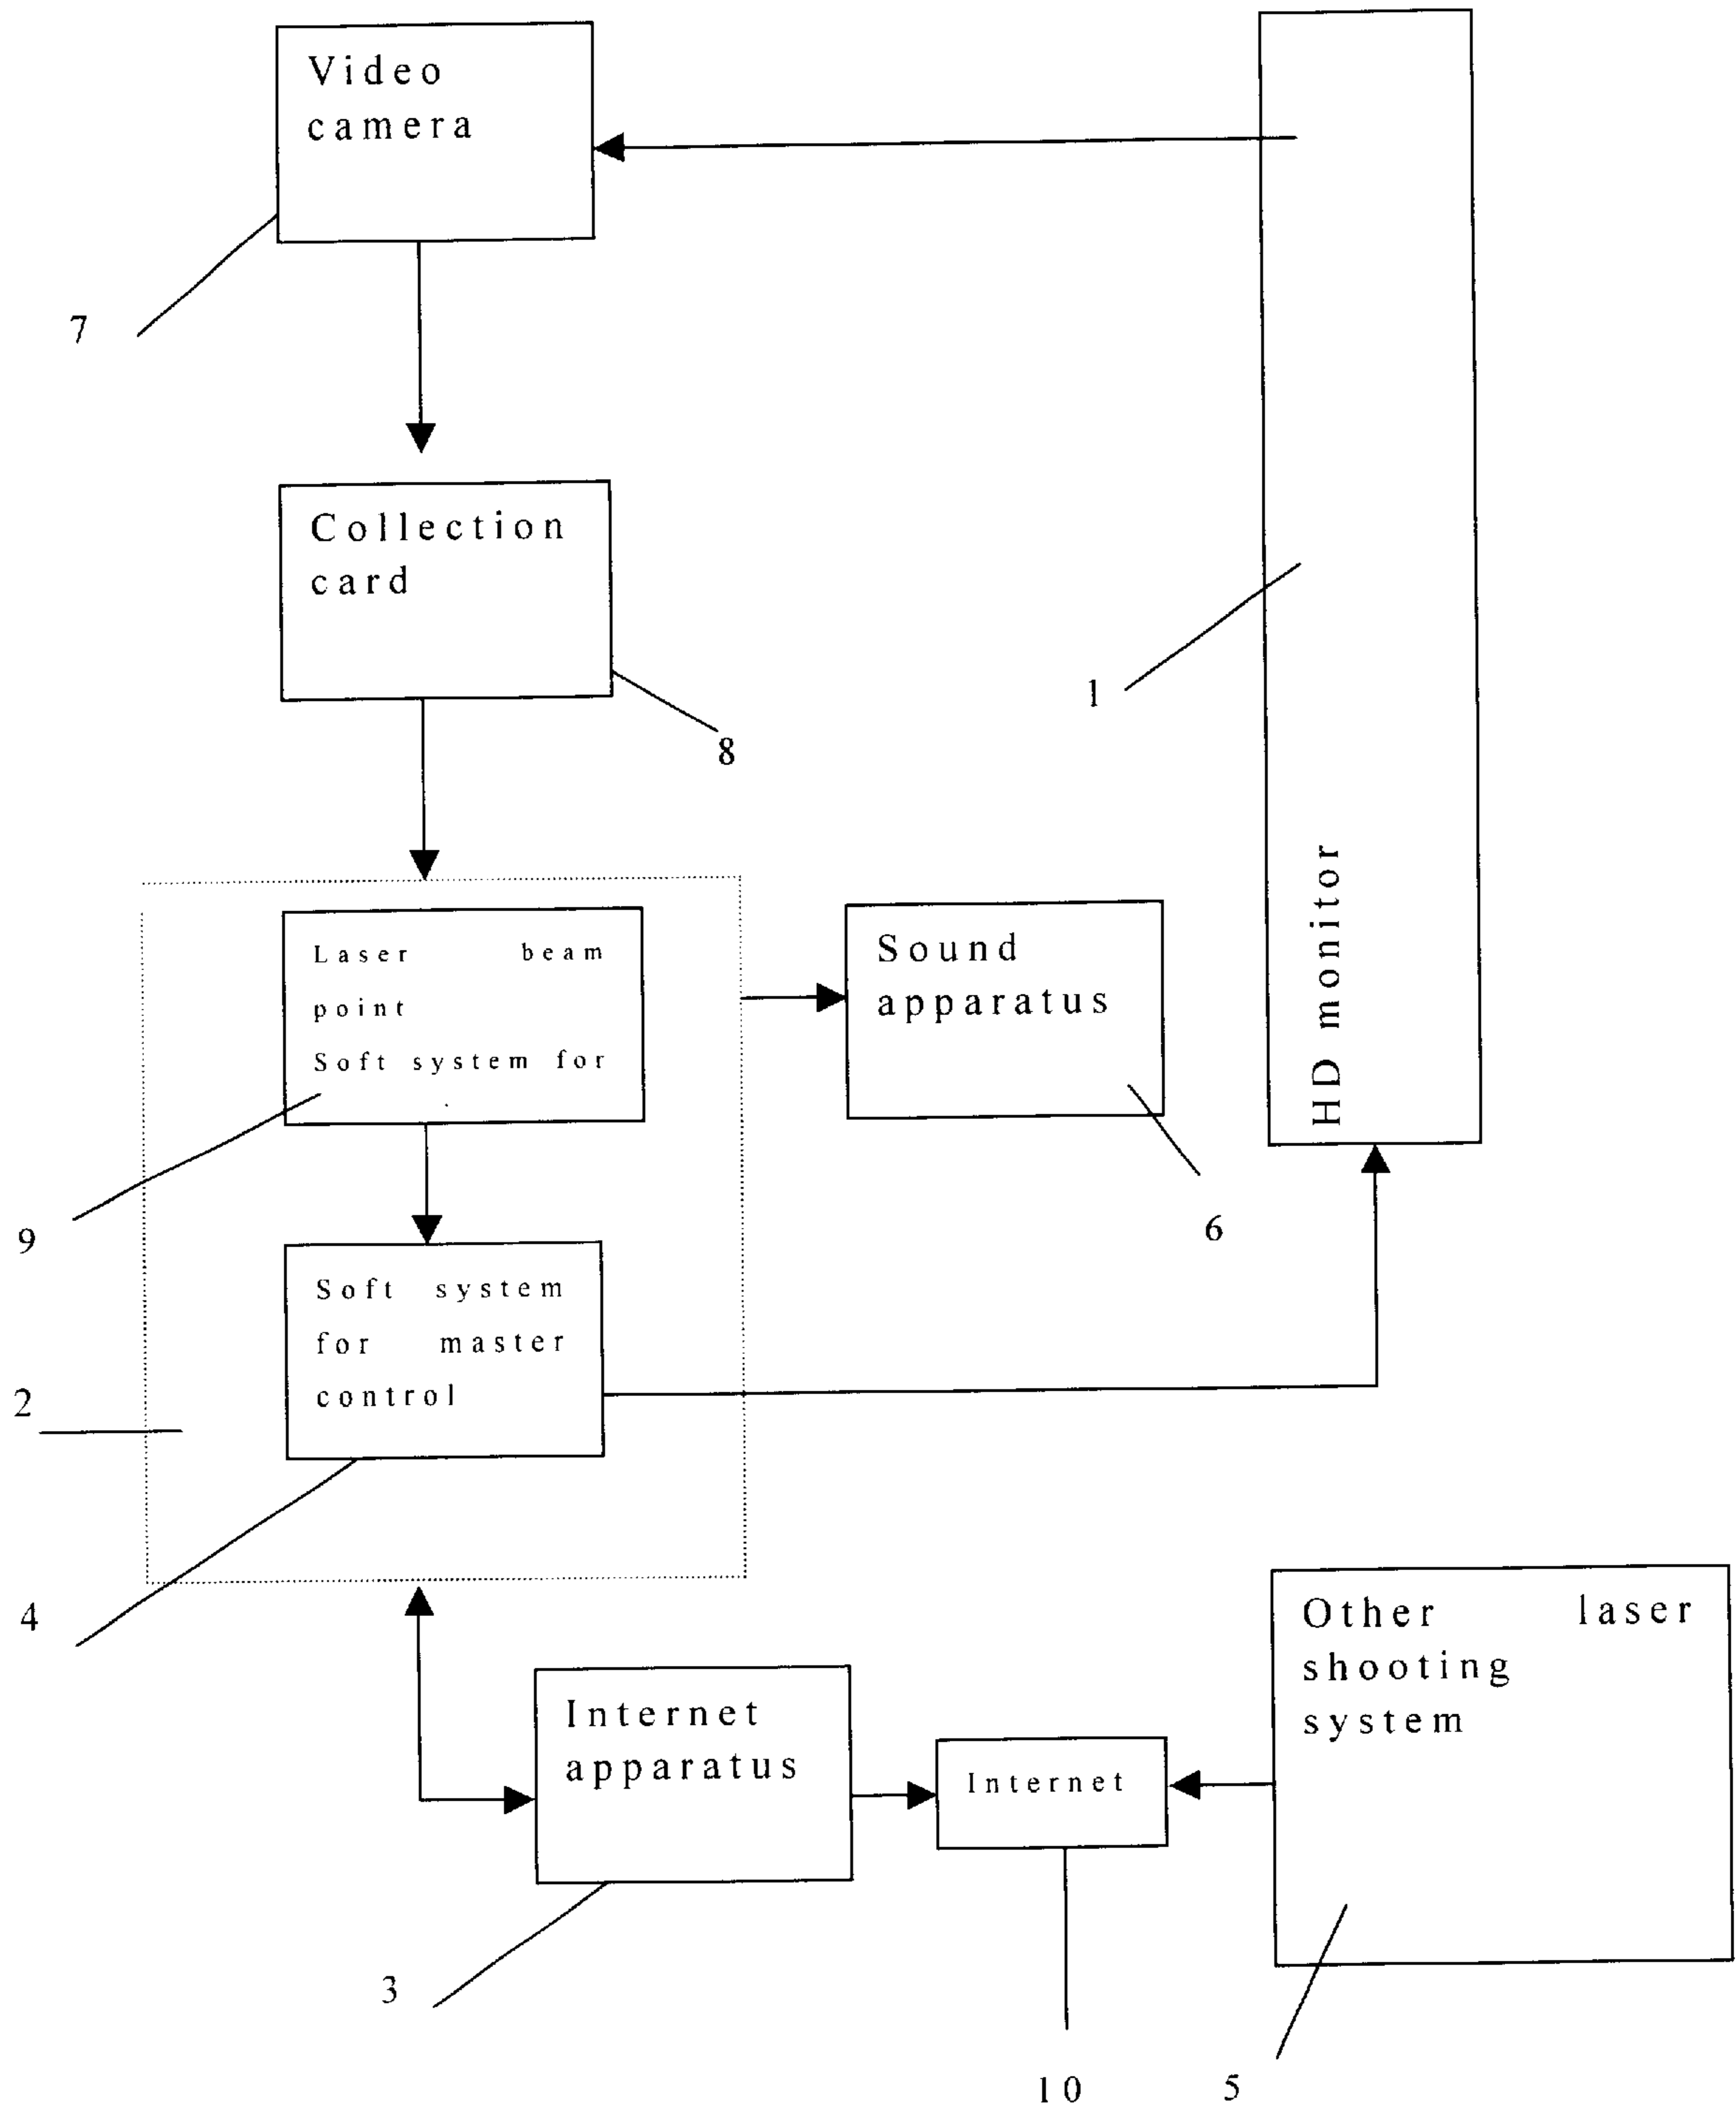 Video
camera
7
Collection
card
8
1
HD monitor
Laser beam
point
Soft system for
9
Sound
apparatus
6
Soft system
for master
control
2
4
Other laser
shooting
system
Internet
apparatus
Internet
3
10
5